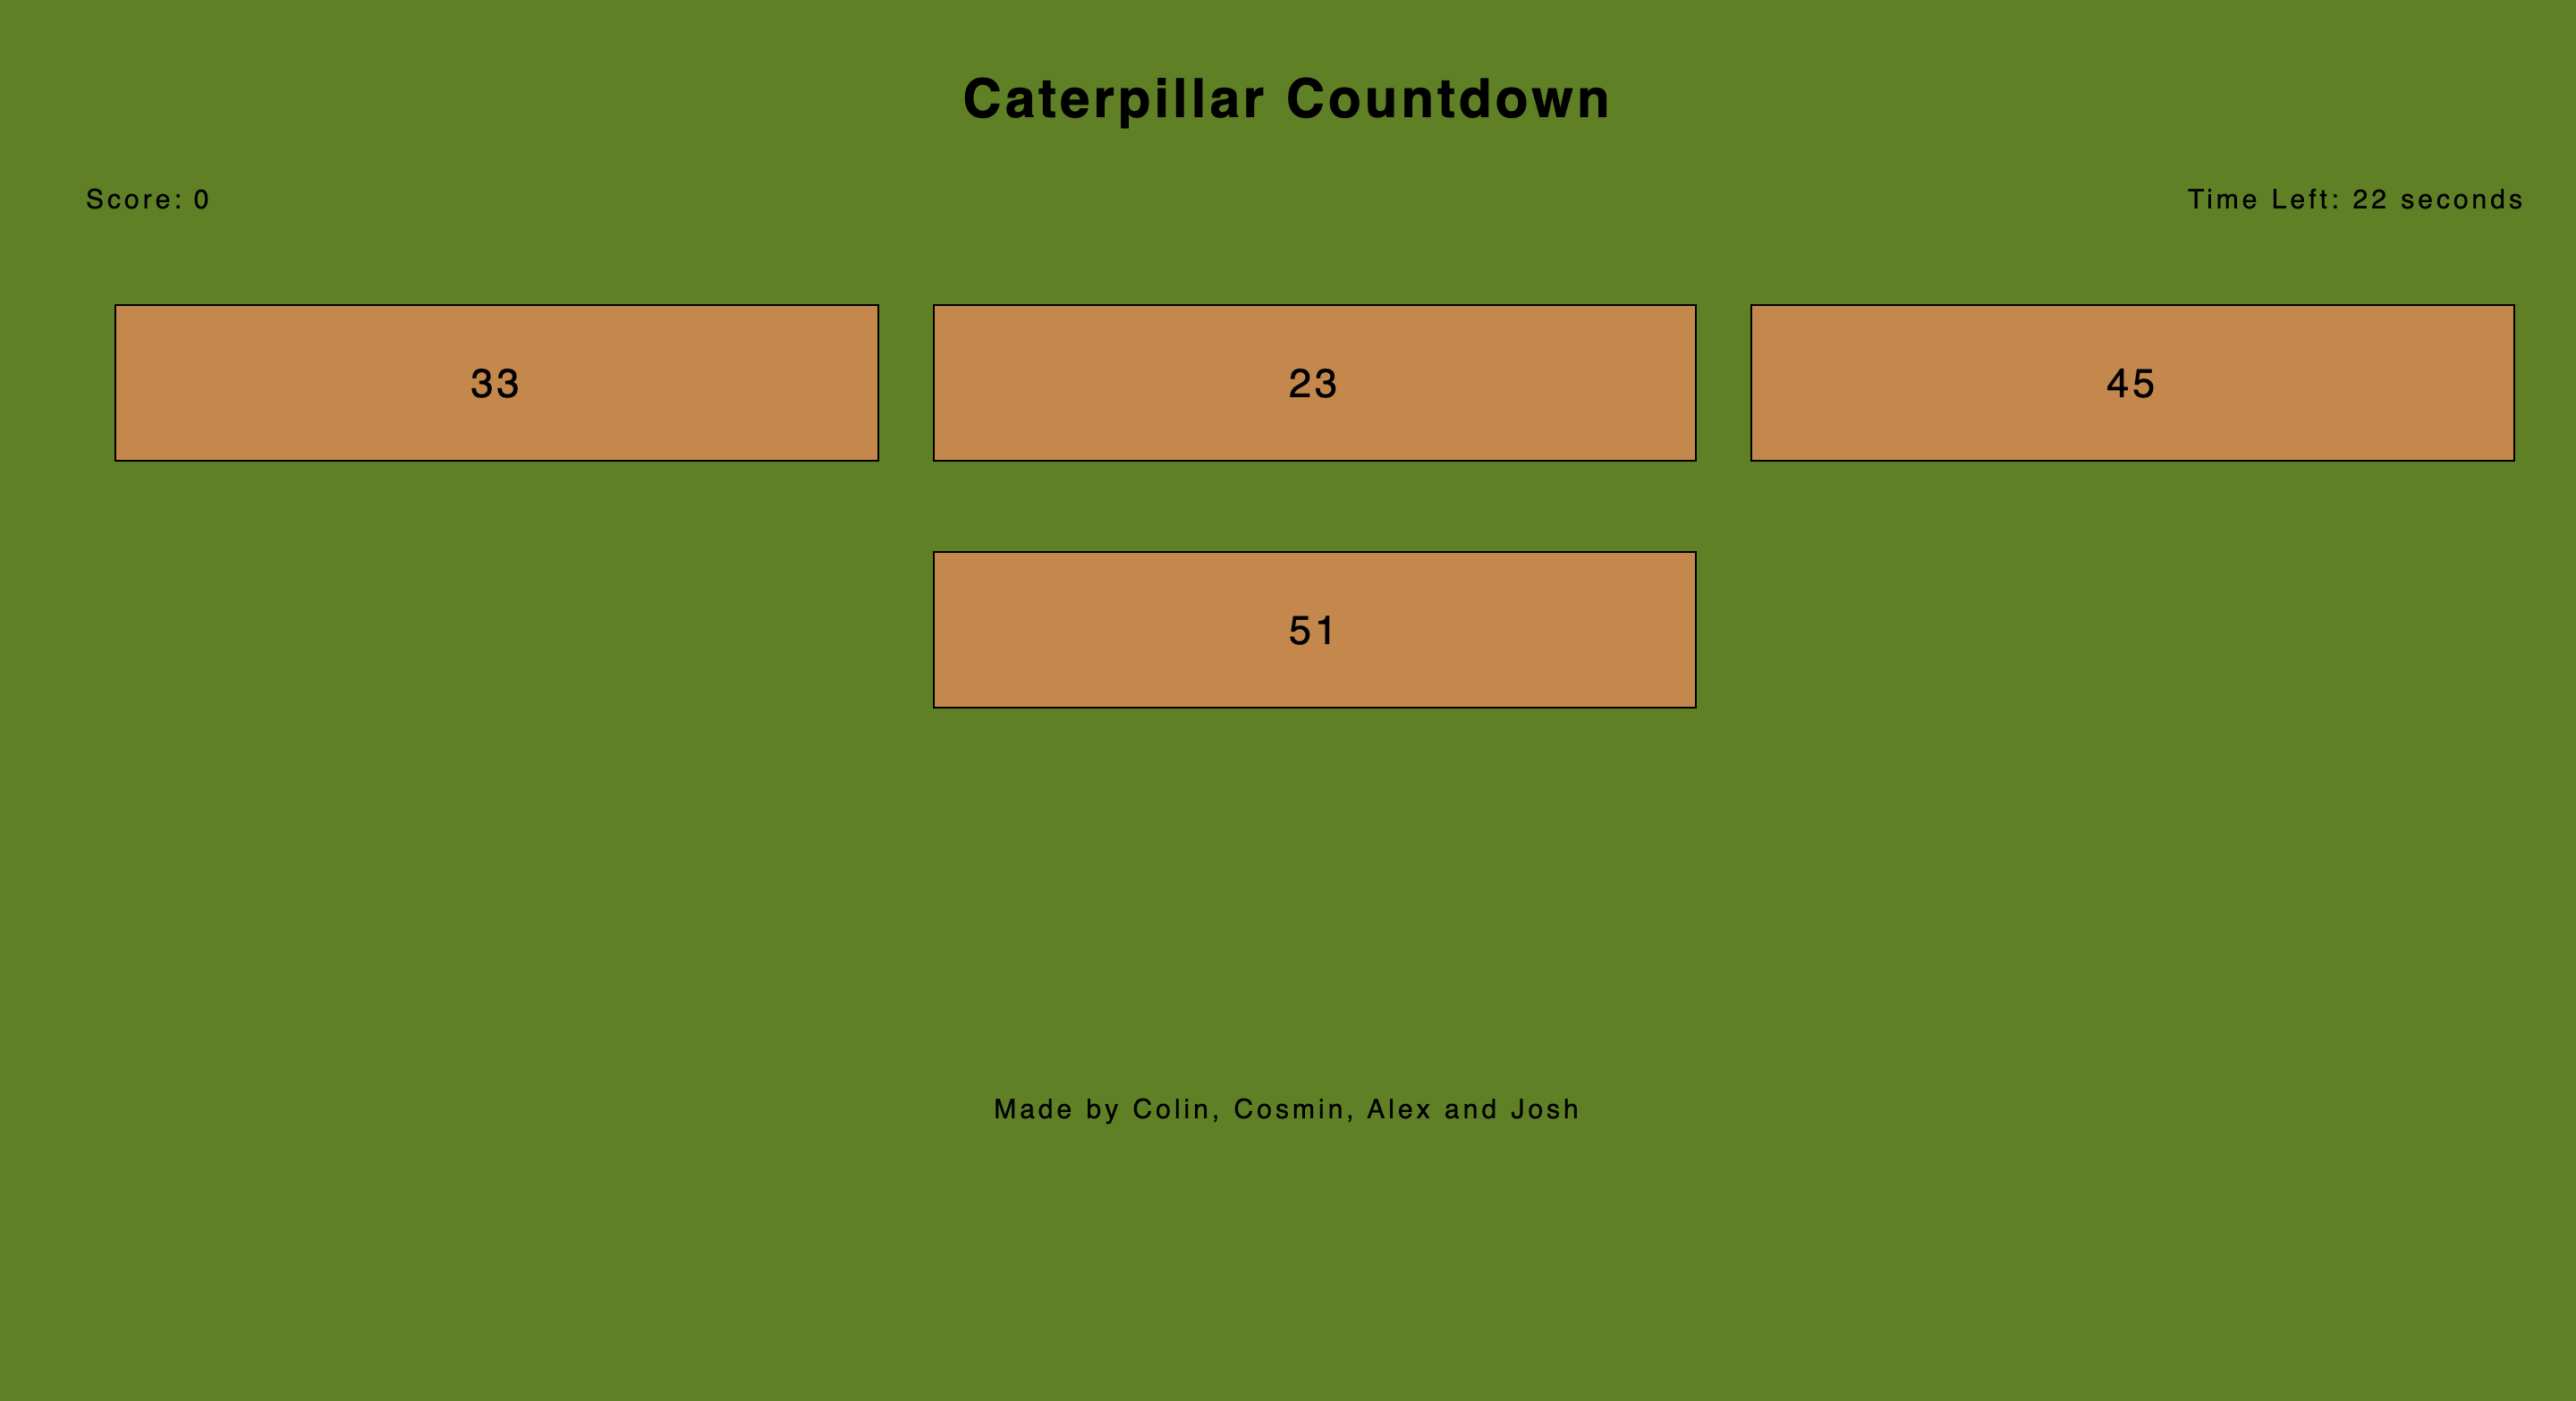 Caterpillar Countdown
Score: 0
Time Left: 22 seconds
33
23
45
51
Made by Colin, Cosmin, Alex and Josh